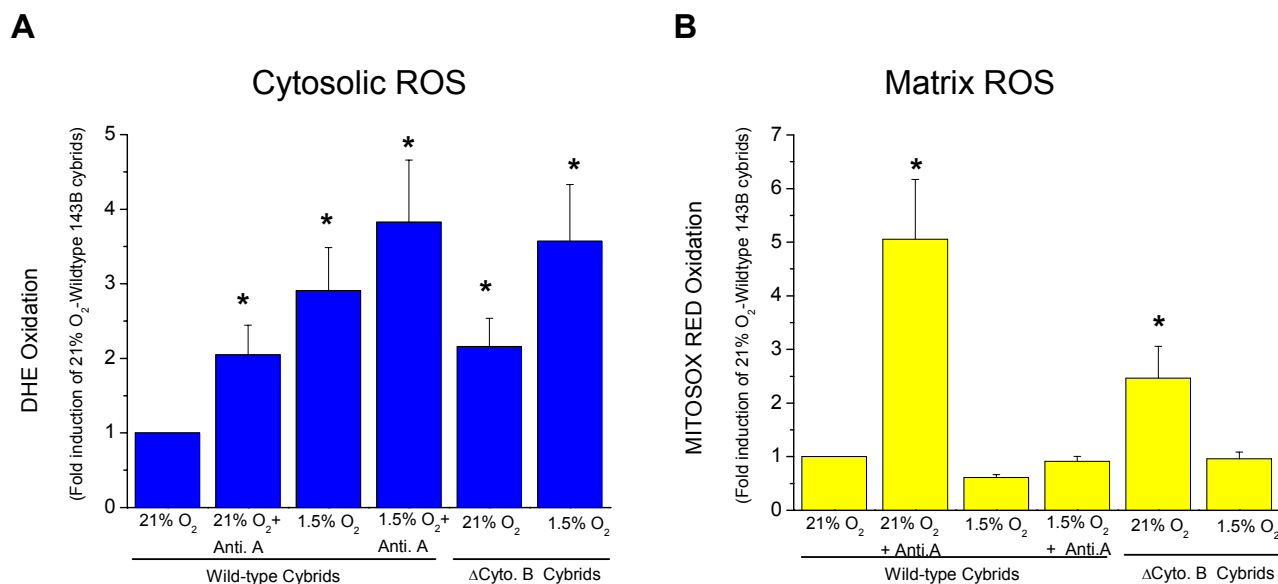 A
Cytosolic ROS
DHE Oxidation
(Fold induction of 21% O2-Wildtype 143B cybrids)
5
4
3
2
1
0
*
*
*
*
*
21% O2
21% O2+
Anti. A
1.5% O2
1.5% O2+
Anti. A
21% O2
1.5% O2
Wild-type Cybrids
ΔCyto. B Cybrids
B
Matrix ROS
MITOSOX RED Oxidation
(Fold induction of 21% O2-Wildtype 143B cybrids)
7
6
5
4
3
2
1
0
*
*
21% O2
21% O2
+ Anti.A
1.5% O2
1.5% O2
+ Anti.A
21% O2
1.5% O2
Wild-type Cybrids
ΔCyto. B Cybrids